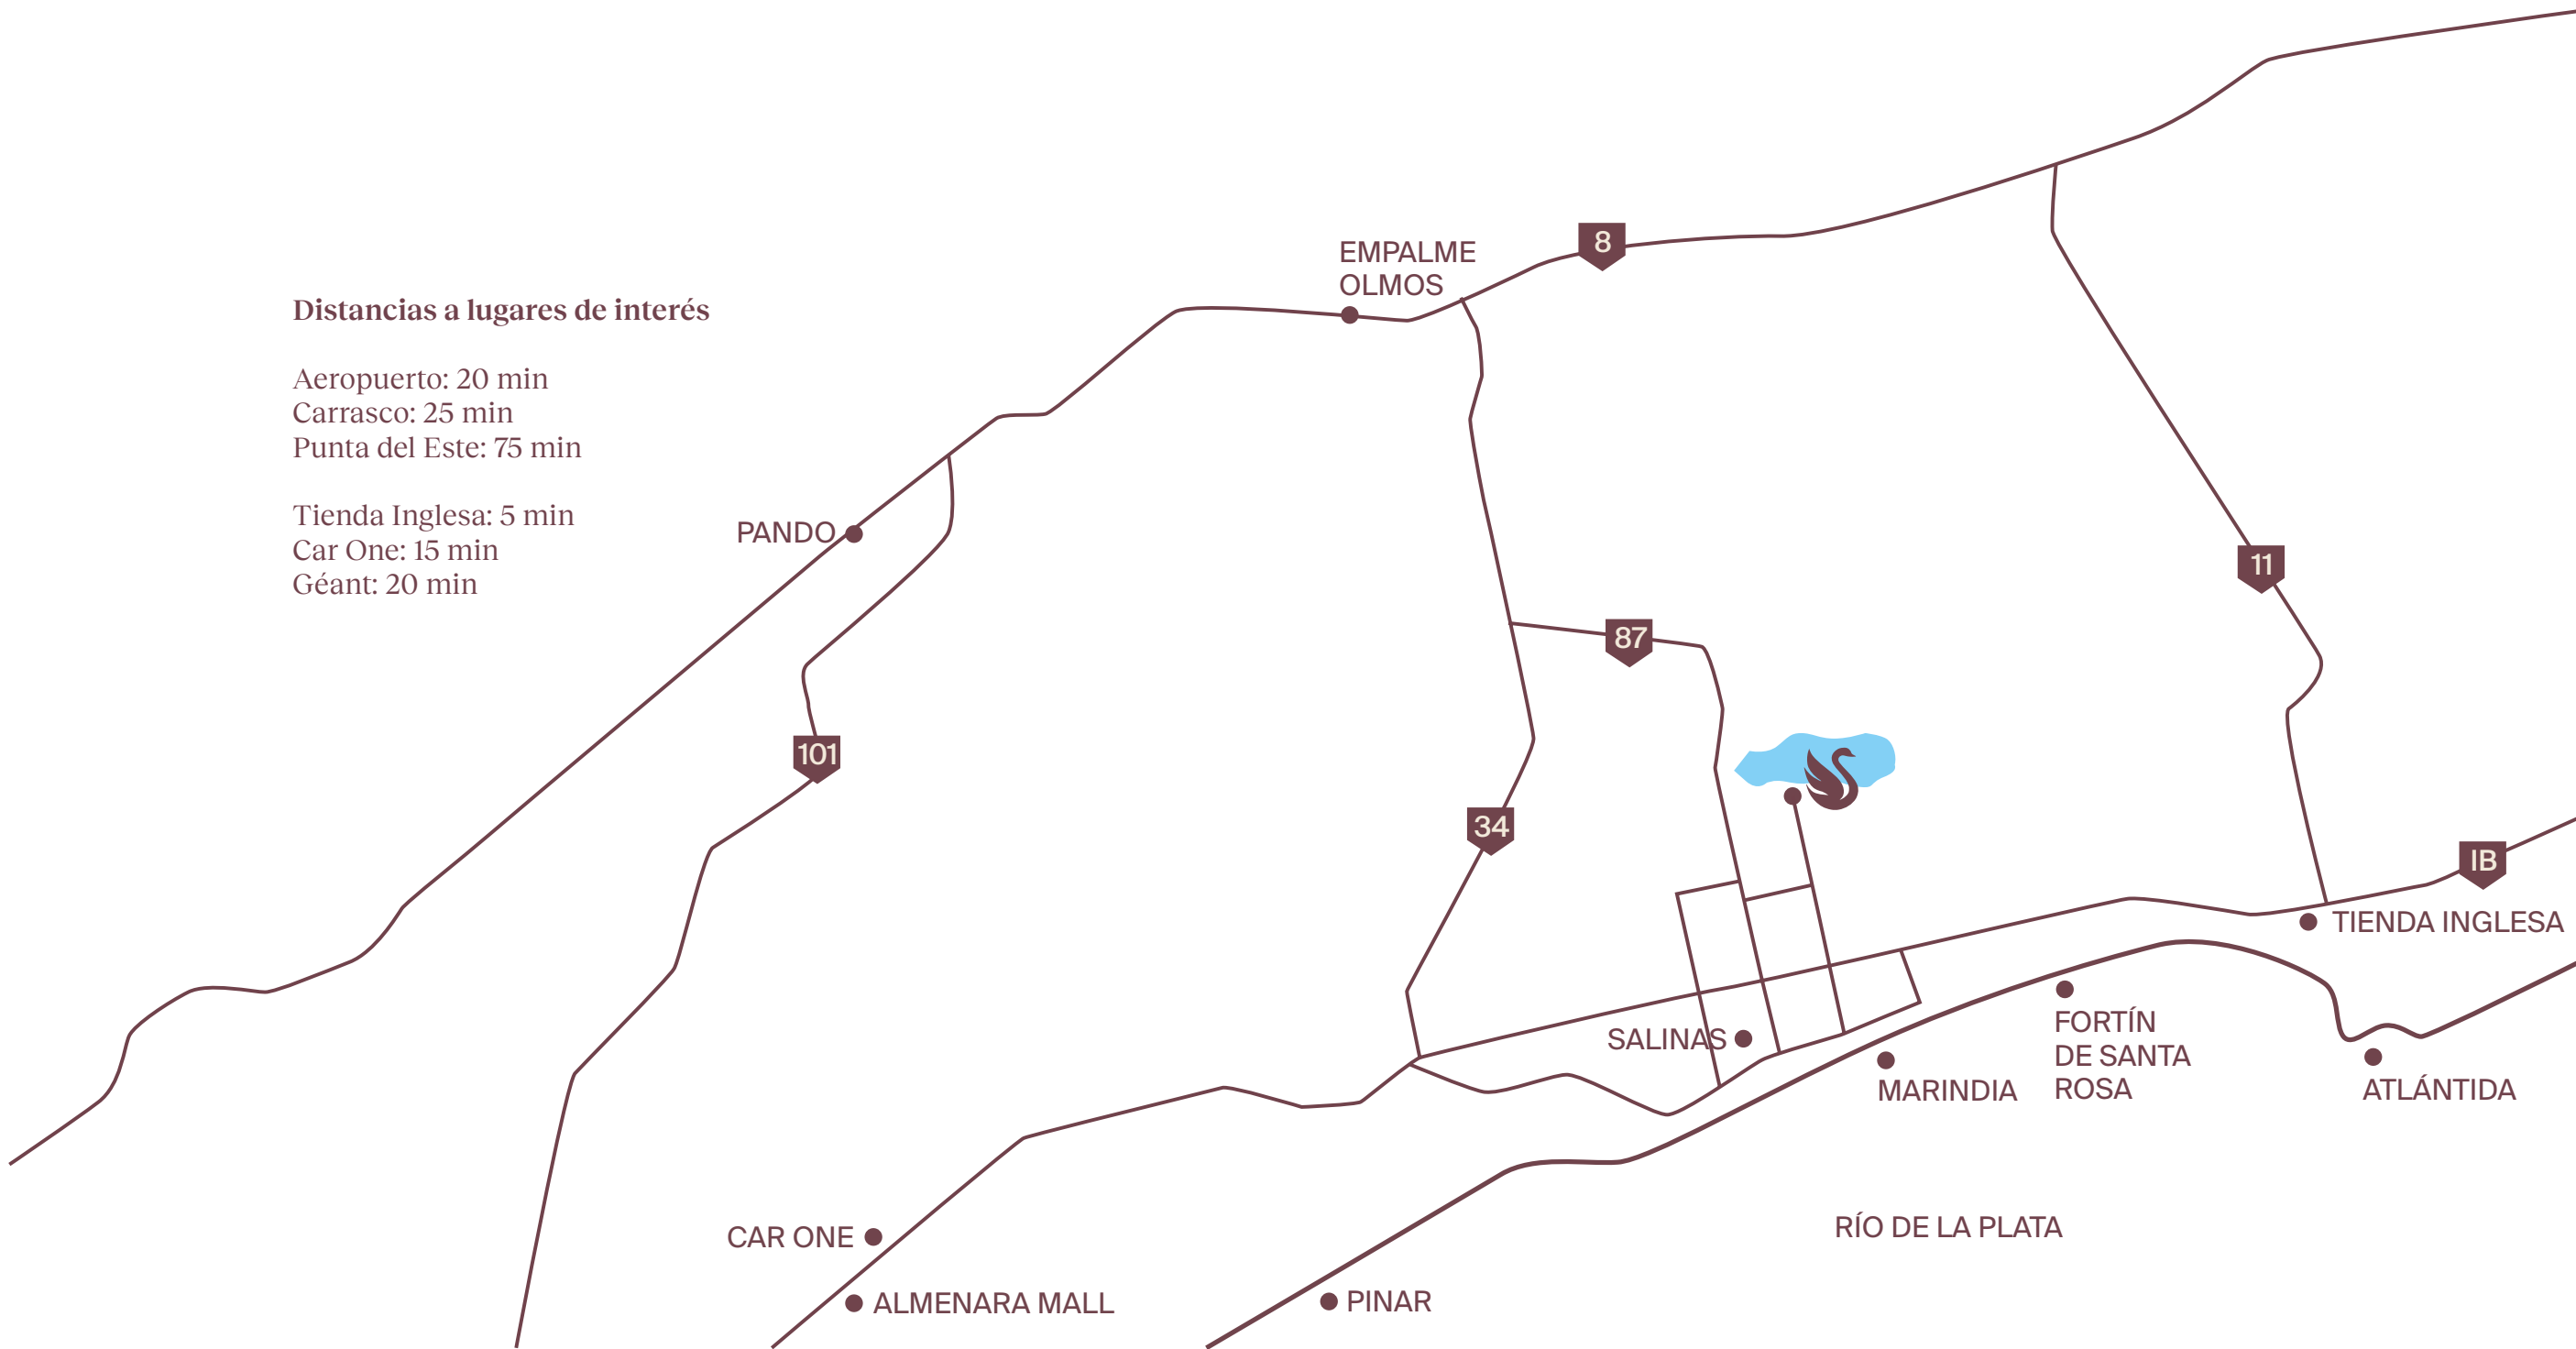 Distancias a lugares de interés
Aeropuerto: 20 min
Carrasco: 25 min
Punta del Este: 75 min
Tienda Inglesa: 5 min
Car One: 15 min
Géant: 20 min
EMPALME
OLMOS
8
PANDO
11
87
101
34
IB
TIENDA INGLESA
SALINAS
FORTÍN
DE SANTA
ROSA
MARINDIA
ATLÁNTIDA
RÍO DE LA PLATA
CAR ONE
ALMENARA MALL
PINAR